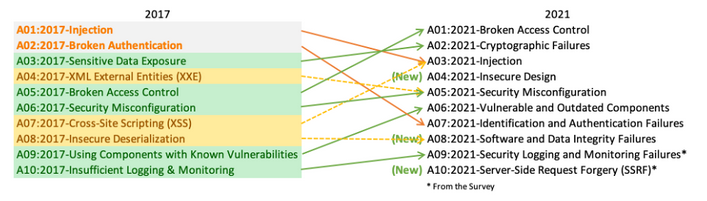 2017
A01:2017-Injection
A02:2017-Broken Authentication
A03:2017-Sensitive Data Exposure
A04:2017-XML External Entities (XXE)
A05:2017-Broken Access Control
A06:2017-Security Misconfiguration
A07:2017-Cross-Site Scripting (XSS)
A08:2017-Insecure Deserialization
A09:2017-Using Components with Known Vulnerabilities
A10:2017-Insufficient Logging & Monitoring
2021
A01:2021-Broken Access Control
A02:2021-Cryptographic Failures
A03:2021-Injection
(New) A04:2021-Insecure Design
A05:2021-Security Misconfiguration
A06:2021-Vulnerable and Outdated Components
A07:2021-Identification and Authentication Failures
(New) A08:2021-Software and Data Integrity Failures
A09:2021-Security Logging and Monitoring Failures*
(New) A10:2021-Server-Side Request Forgery (SSRF)*
* From the Survey